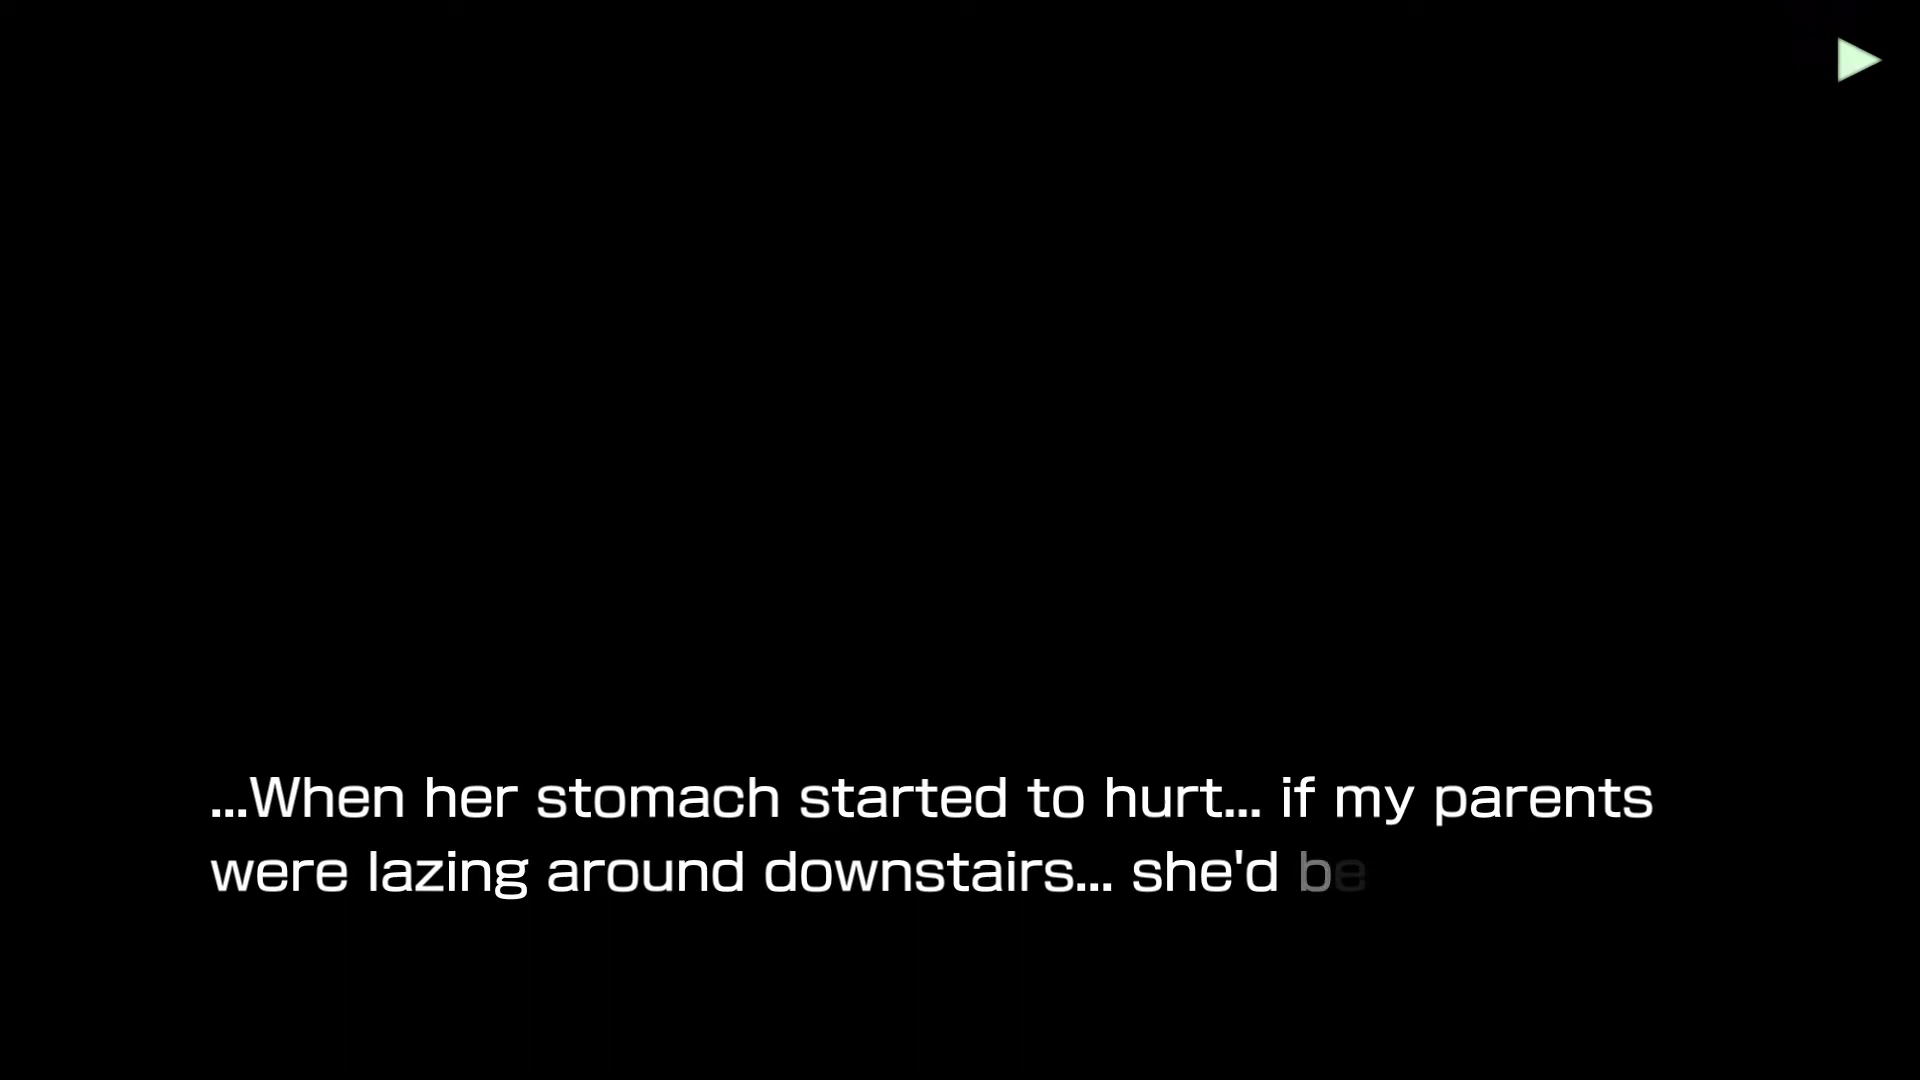 ...When her stomach started to hurt... if my parents
were lazing around downstairs... she'd be